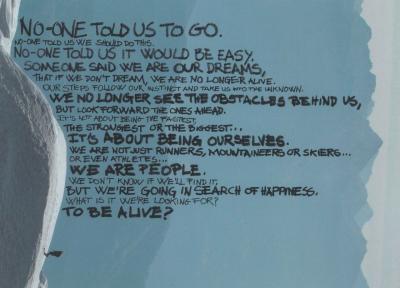 NO-ONE TOLD US TO GO.
NO-ONE TOLD US WE SHOULD DO THIS.
NO-ONE TOLD US IT WOULD BE EASY.
SOMEONE SAID WE ARE OUR DREAMS,
THAT IF WE DON'T DREAM, WE ARE NO LONGER ALIVE.
OUR STEPS FOLLOW OUR INSTINCT AND TAKE US INTO THE UNKNOWN.
WE NO LONGER SEE THE OBSTACLES BEHIND US,
BUT LOOK FORWARD THE ONES AHEAD.
IT'S NOT ABOUT BEING THE FASTEST,
THE STRONGEST OR THE BIGGEST...
IT'S ABOUT BEING OURSELVES.
WE ARE NOT JUST RUNNERS, MOUNTAINEERS OR SKIERS...
OR EVEN ATHLETES...
WE ARE PEOPLE.
WE DON'T KNOW IF WE'LL FIND IT,
BUT WE'RE GOING IN SEARCH OF HAPPINESS.
WHAT IS IT WE'RE LOOKING FOR?
TO BE ALIVE?